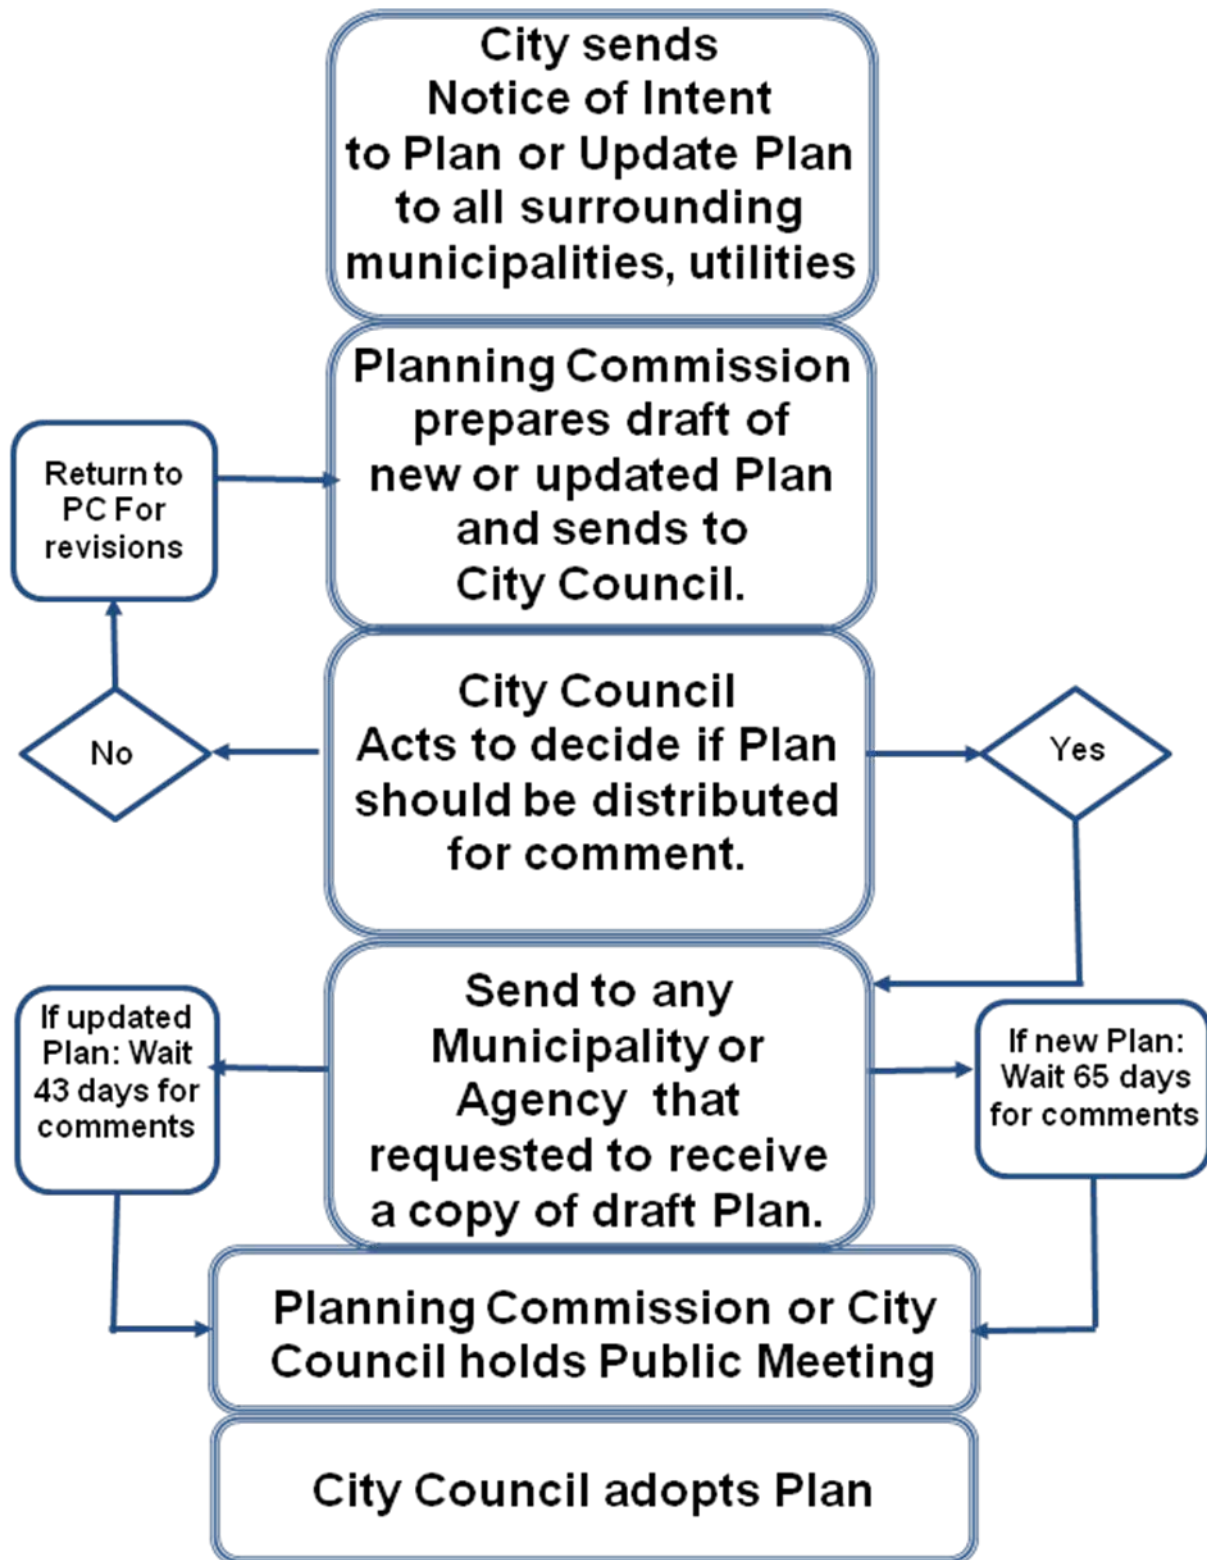 City sends
Notice of Intent
to Plan or Update Plan
to all surrounding
municipalities, utilities
Planning Commission
prepares draft of
new or updated Plan
and sends to
City Council.
Return to
PC For
revisions
City Council
Acts to decide if Plan
should be distributed
for comment.
No
Yes
Send to any
Municipality or
Agency that
requested to receive
a copy of draft Plan.
If updated
Plan: Wait
43 days for
comments
If new Plan:
Wait 65 days
for comments
Planning Commission or City
Council holds Public Meeting
City Council adopts Plan